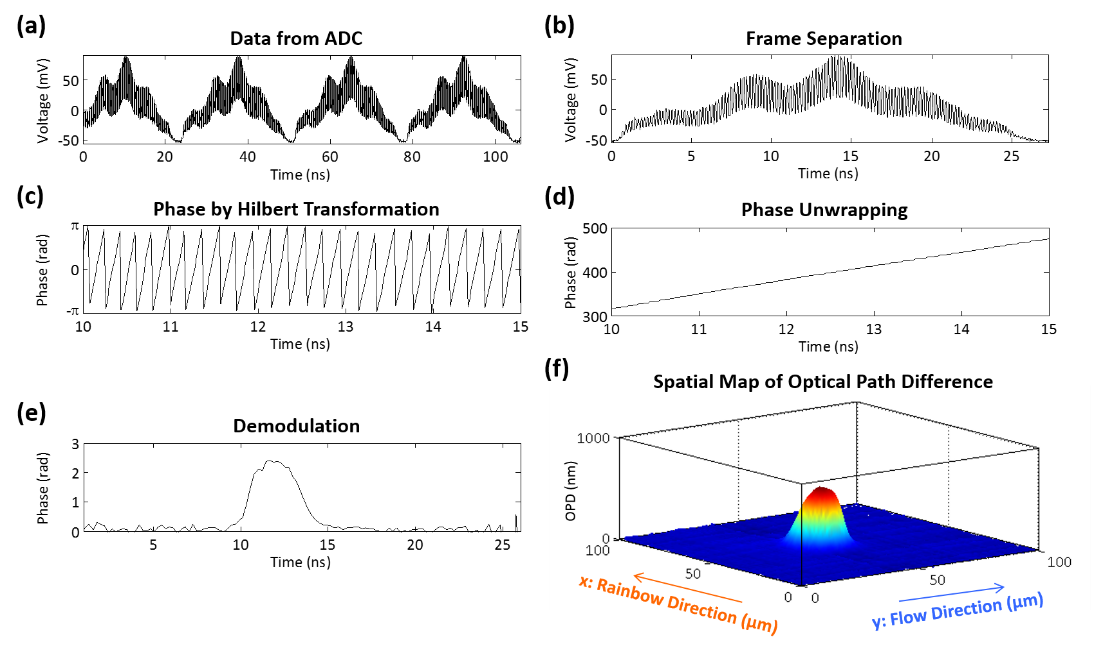 (a)
Data from ADC
Voltage (mV)
50
0
-50
0 20 40 60 80 100
Time (ns)
(b)
Frame Separation
Voltage (mV)
50
0
-50
0 5 10 15 20 25
Time (ns)
(c)
Phase by Hilbert Transformation
Phase (rad)
π
0
-π
10 11 12 13 14 15
Time (ns)
(d)
Phase Unwrapping
Phase (rad)
500
400
300
10 11 12 13 14 15
Time (ns)
(e)
Demodulation
Phase (rad)
3
2
1
0
5 10 15 20 25
Time (ns)
(f)
Spatial Map of Optical Path Difference
OPD (nm)
1000
0
100
50
0
0
50
100
x: Rainbow Direction (μm)
y: Flow Direction (μm)